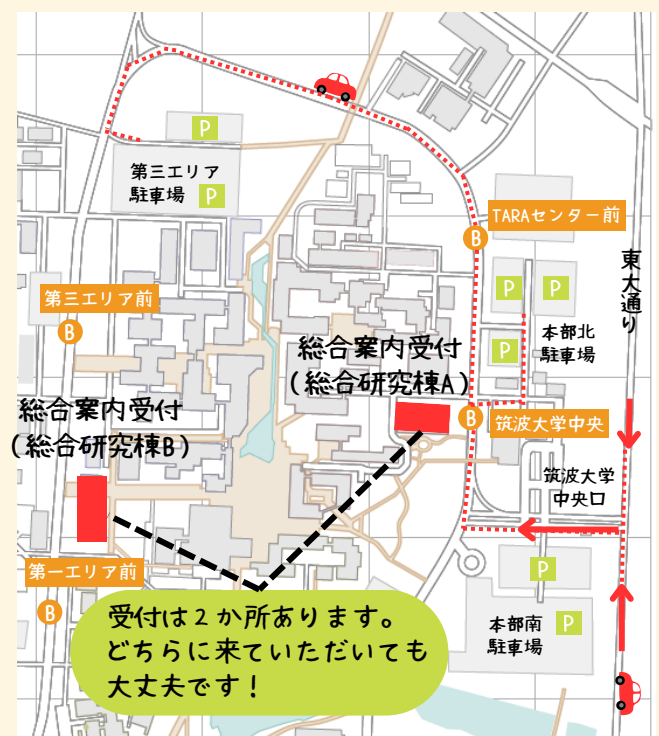 P
第三エリア
駐車場 P
TARAセンター前
B
東大通り
第三エリア前
B
P
P
本部北
駐車場
P
総合案内受付
(総合研究棟A)
総合案内受付
(総合研究棟B)
B
筑波大学中央
筑波大学
中央口
第一エリア前
B
P
本部南
駐車場
P
受付は2か所あります。
どちらに来ていただいても
大丈夫です!